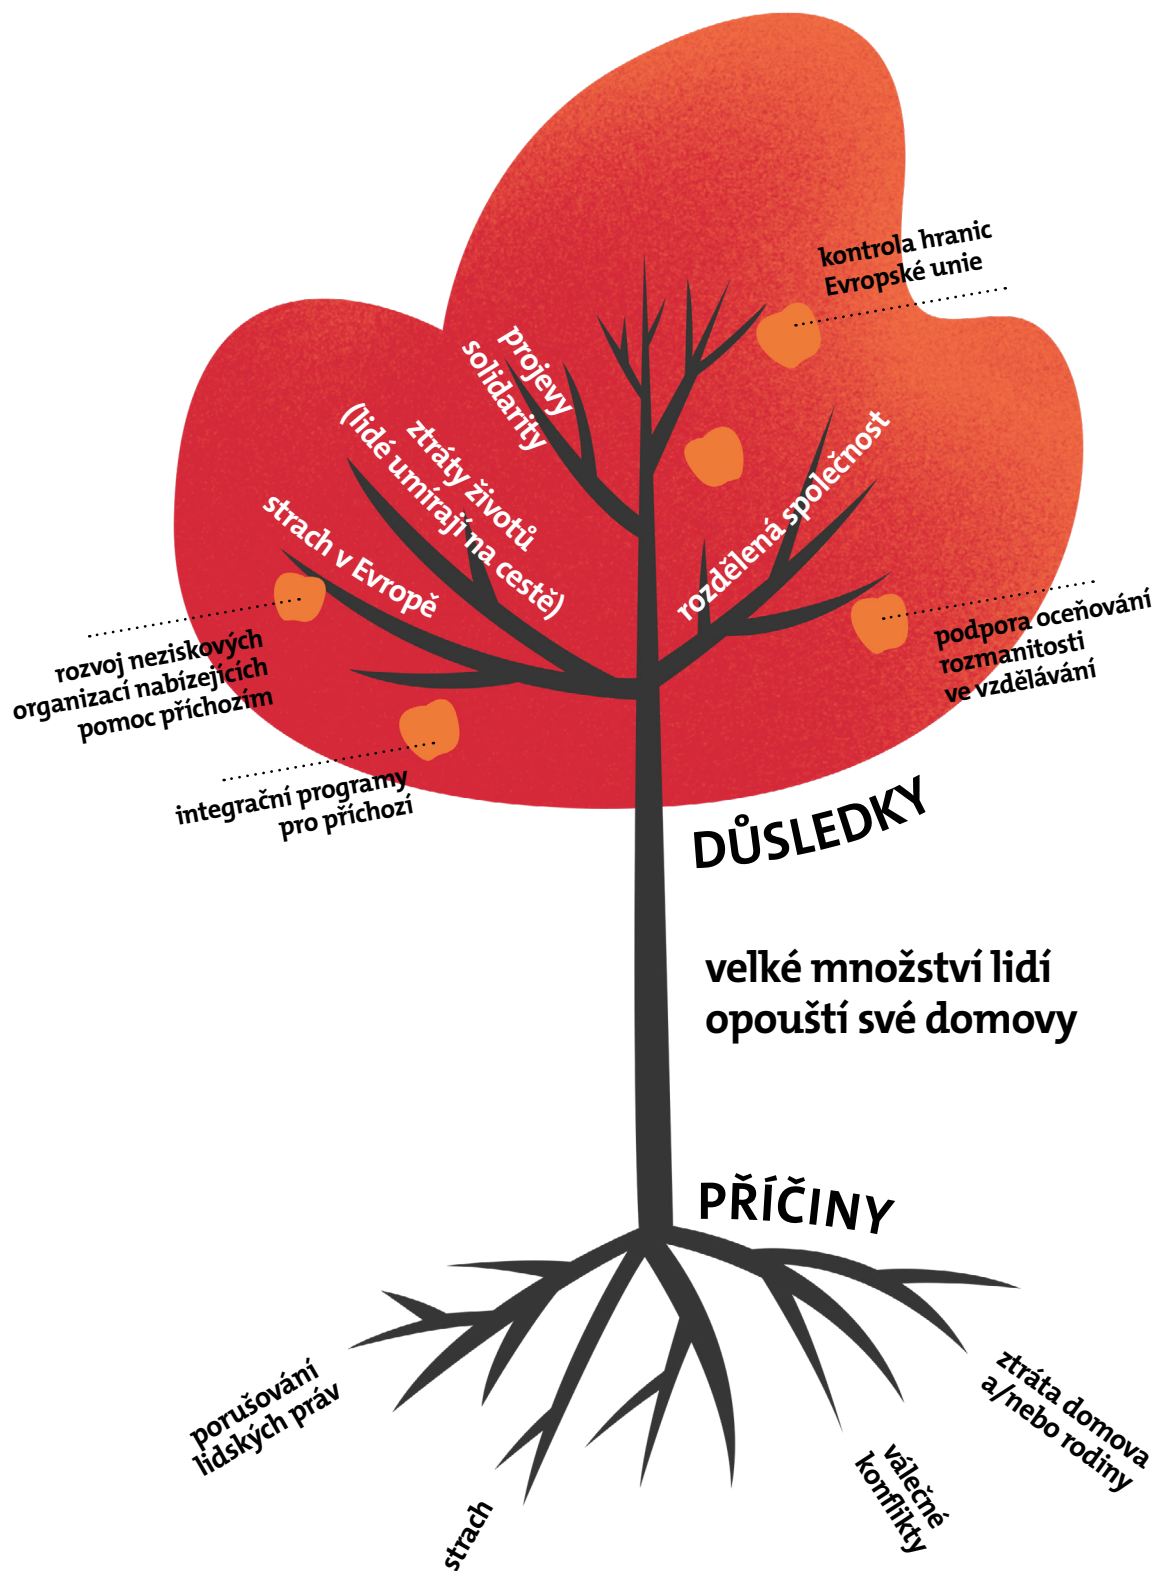 kontrola hranic
Evropské unie
projevy
solidarity
ztráty životů
(lidé umírají na cestě)
strach v Evropě
rozdělená společnost
rozvoj neziskových
organizací nabízejících
pomoc příchozím
podpora oceňování
rozmanitosti
ve vzdělávání
integrační programy
pro příchozí
DŮSLEDKY
velké množství lidí
opouští své domovy
PŘÍČINY
porušování
lidských práv
strach
válečné
konflikty
ztráta domova
a/nebo rodiny